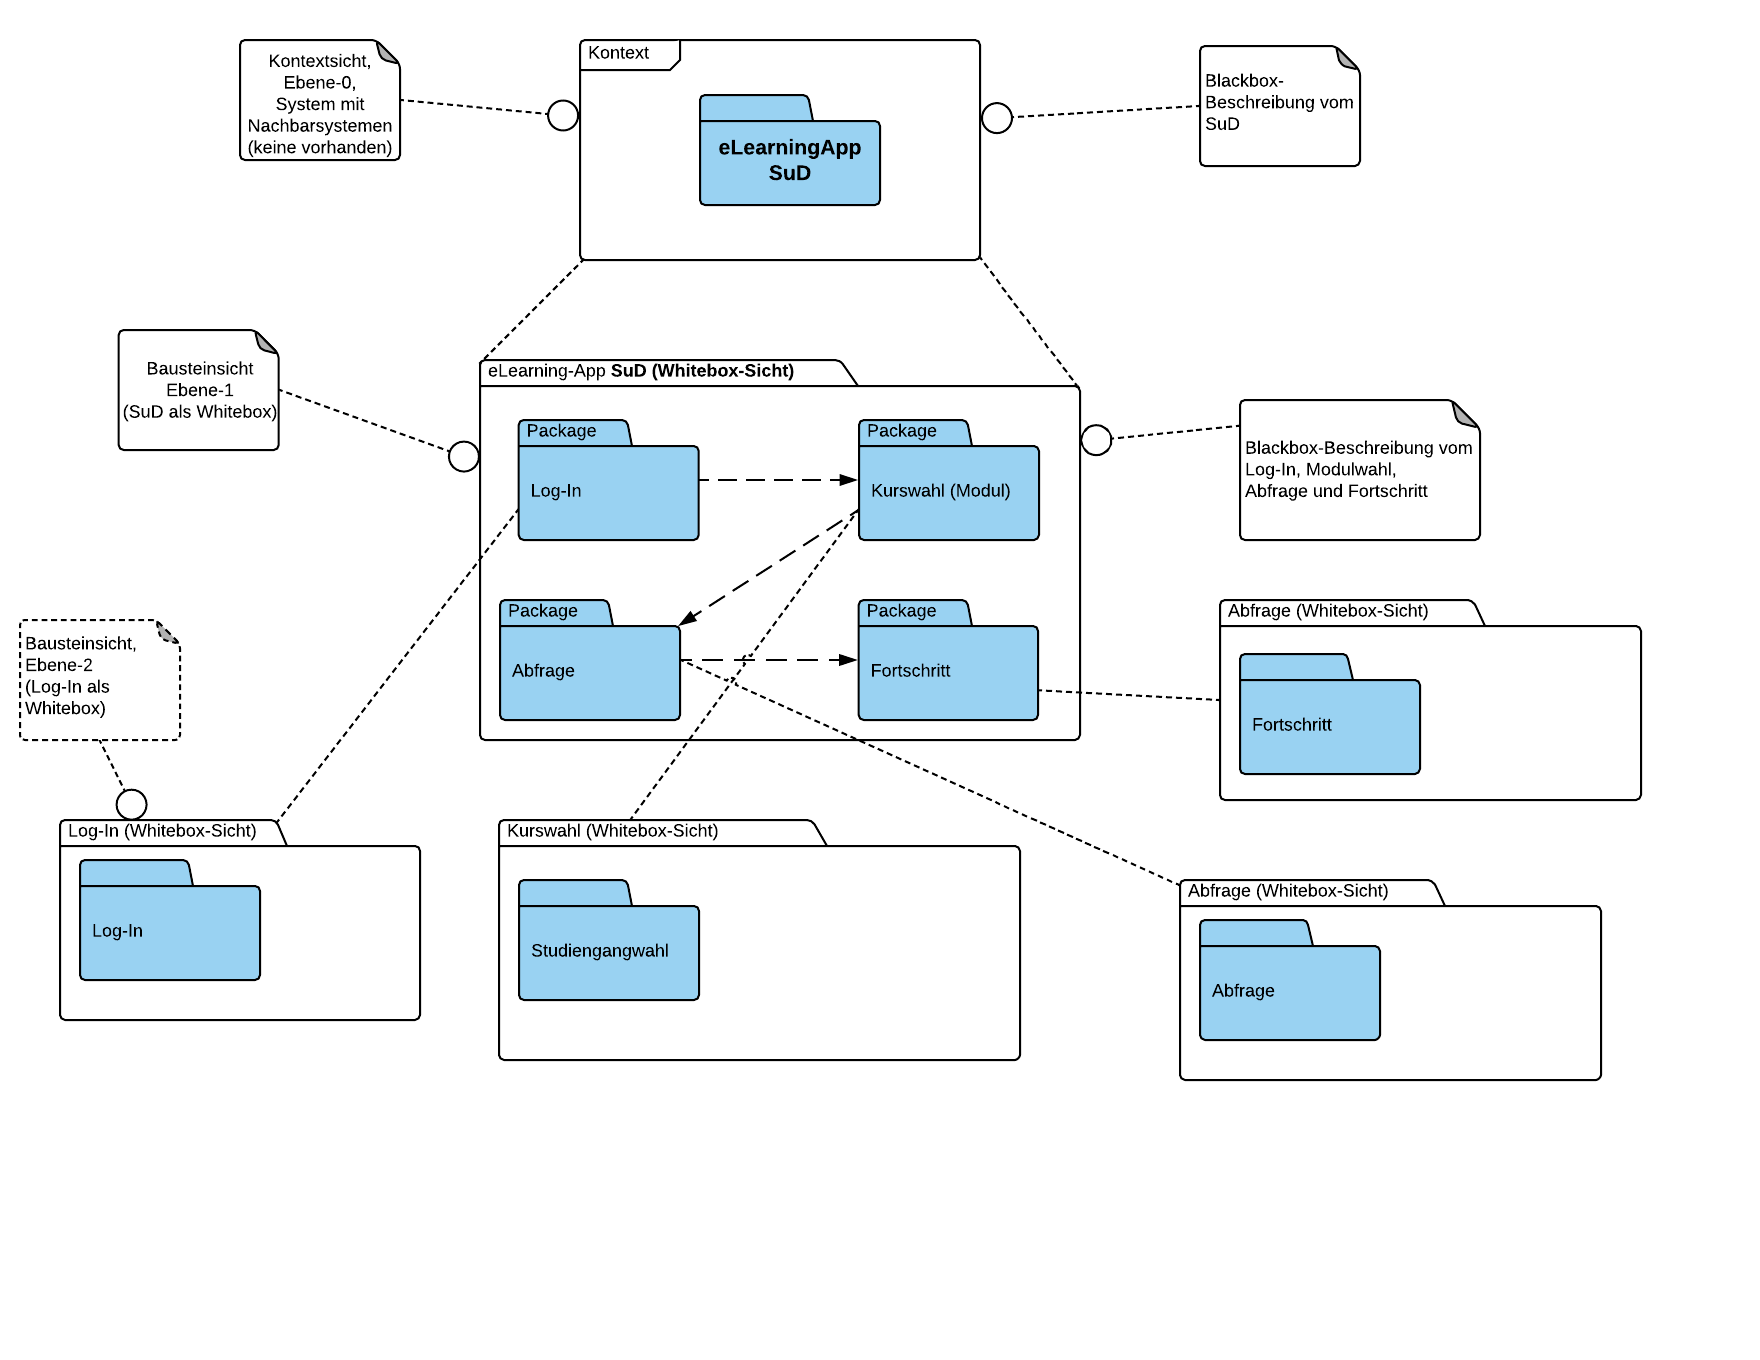 Kontextsicht,
Ebene-0,
System mit
Nachbarsystemen
(keine vorhanden)
Kontext
eLearningApp
SuD
Blackbox-
Beschreibung vom
SuD
Bausteinsicht
Ebene-1
(SuD als Whitebox)
eLearning-App SuD (Whitebox-Sicht)
Package
Log-In
Package
Kurswahl (Modul)
Package
Abfrage
Package
Fortschritt
Blackbox-Beschreibung vom
Log-In, Modulwahl,
Abfrage und Fortschritt
Bausteinsicht,
Ebene-2
(Log-In als
Whitebox)
Abfrage (Whitebox-Sicht)
Fortschritt
Log-In (Whitebox-Sicht)
Log-In
Kurswahl (Whitebox-Sicht)
Studiengangwahl
Abfrage (Whitebox-Sicht)
Abfrage